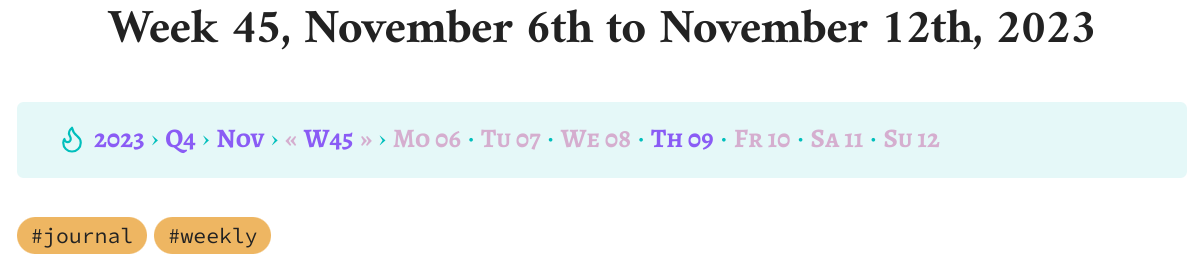 Week 45, November 6th to November 12th, 2023
2023 › Q4 › Nov › « W45 » › Mo 06 · Tu 07 · We 08 · Th 09 · Fr 10 · Sa 11 · Su 12
#journal #weekly